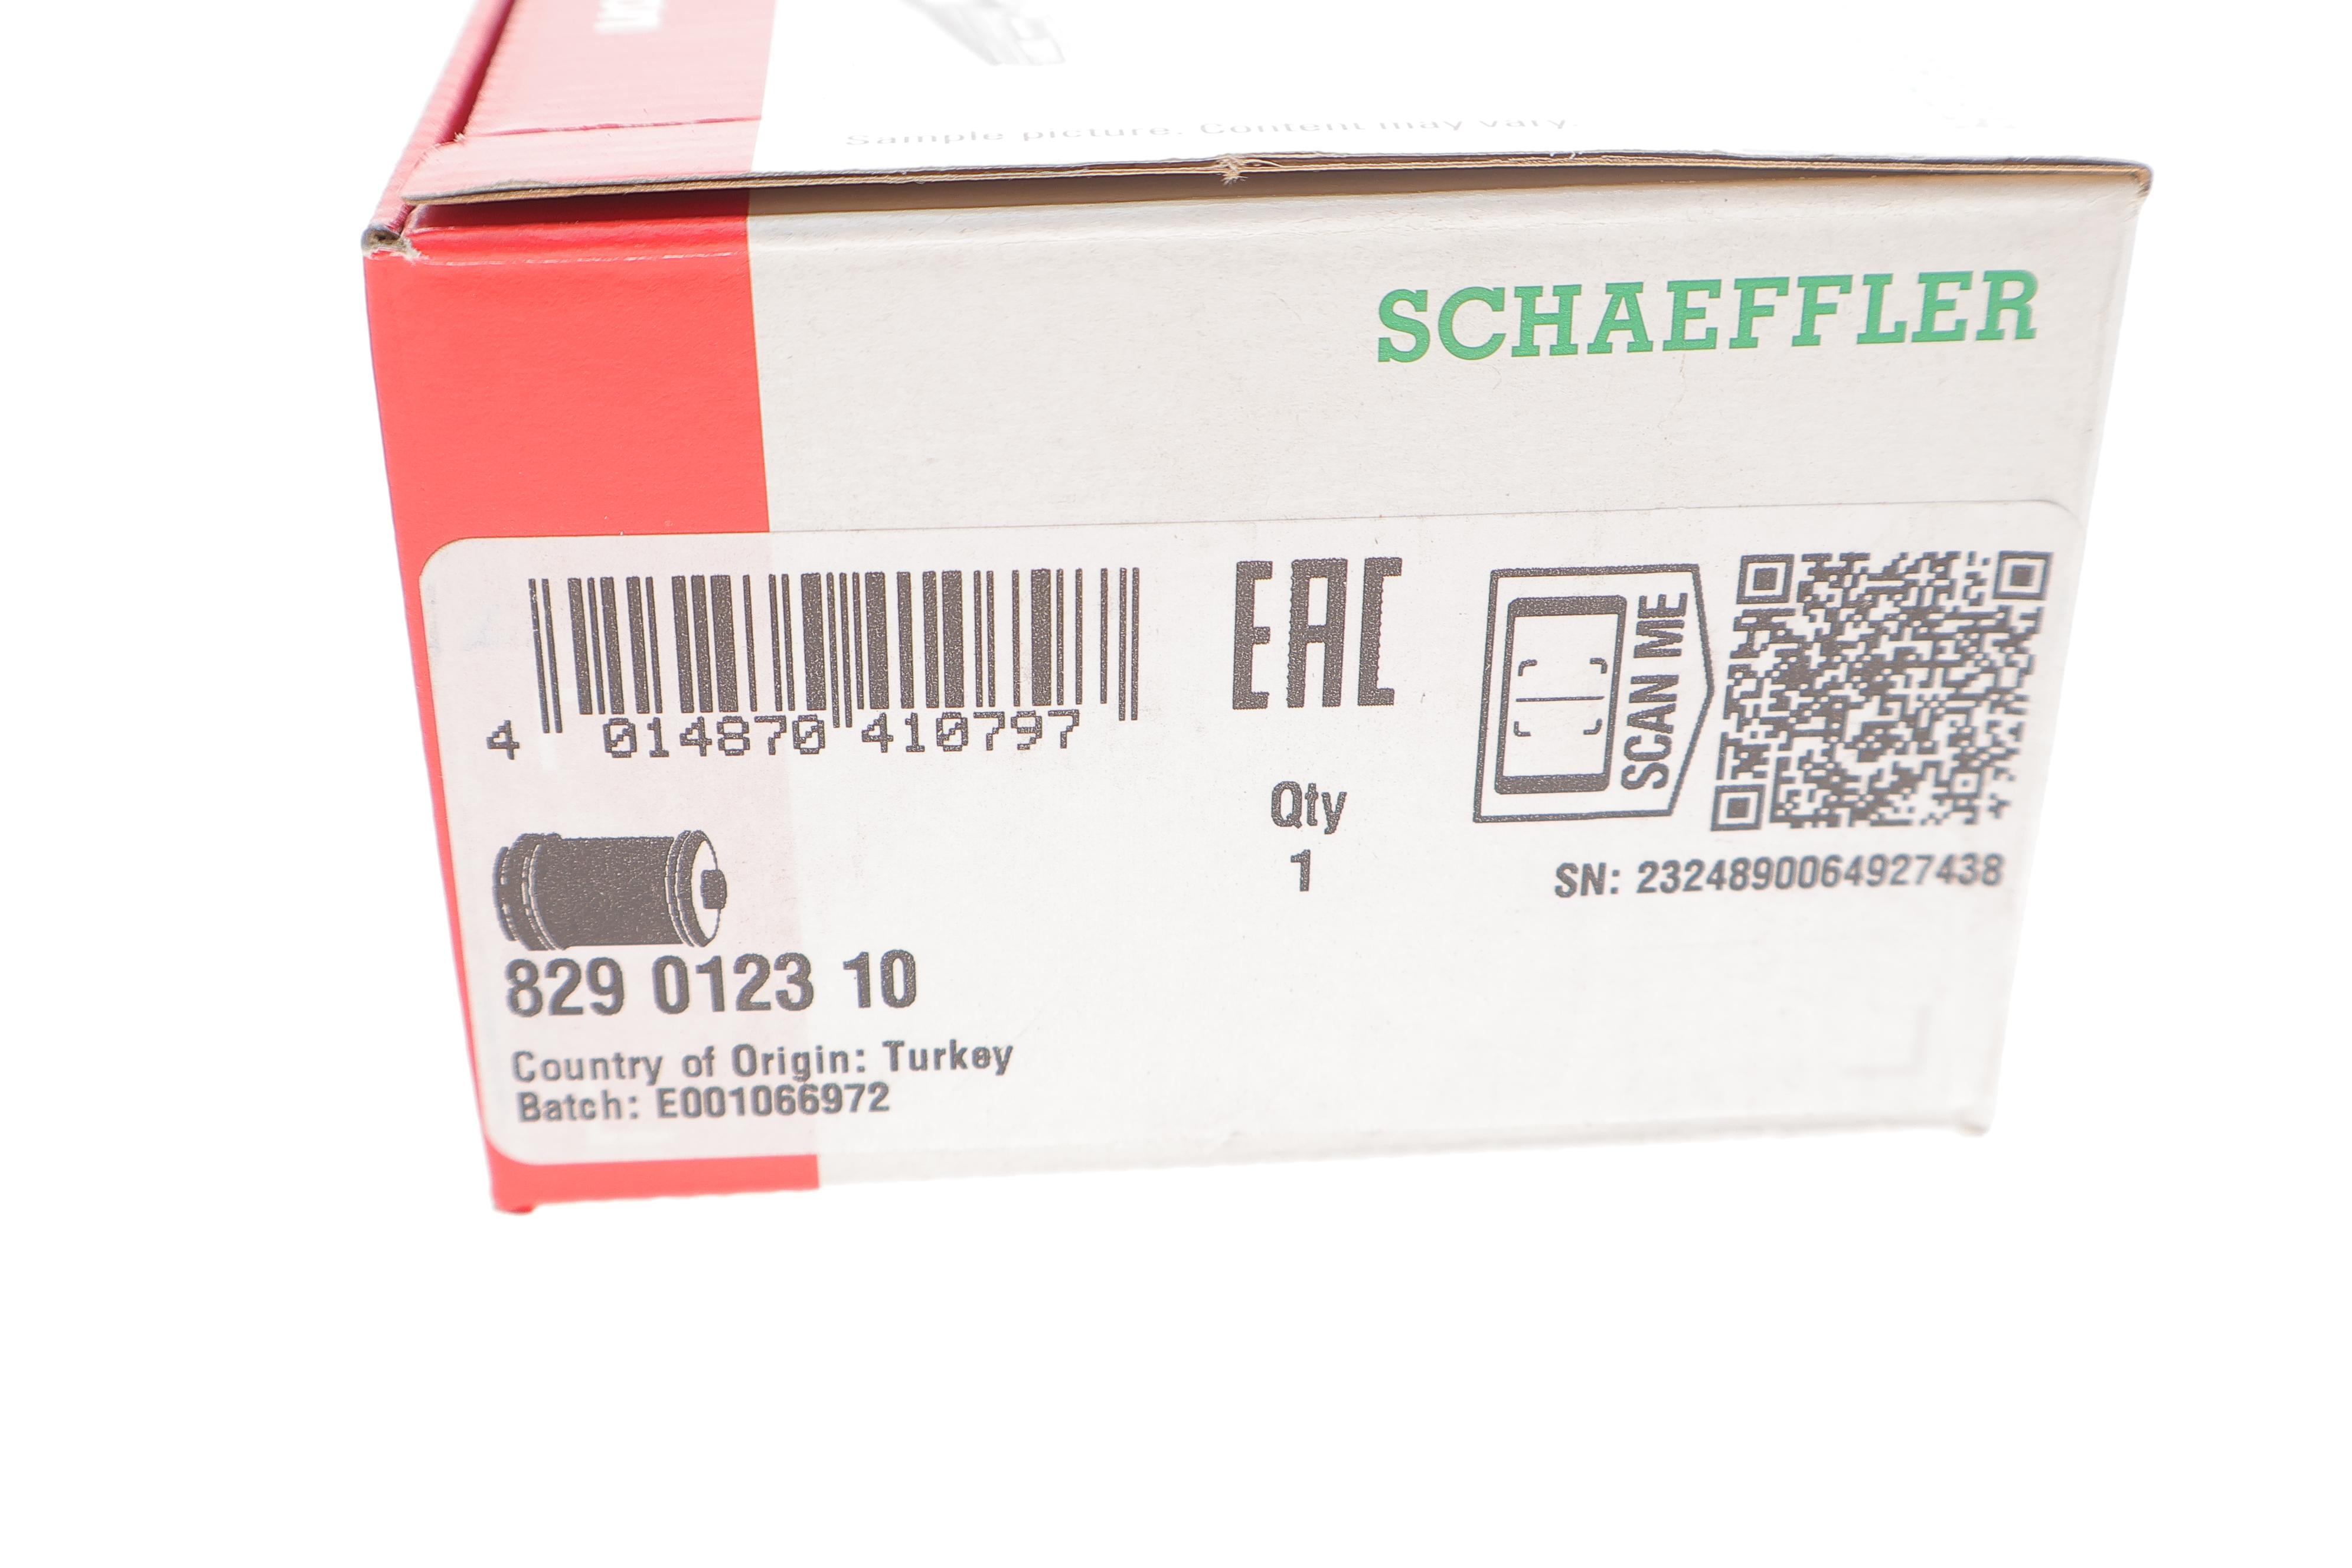 Sample picture. Content may vary.
SCHAEFFLER
4 014870 410797
EAC
SCAN ME
Qty
1
SN: 2324890064927438
829 0123 10
Country of Origin: Turkey
Batch: E001066972